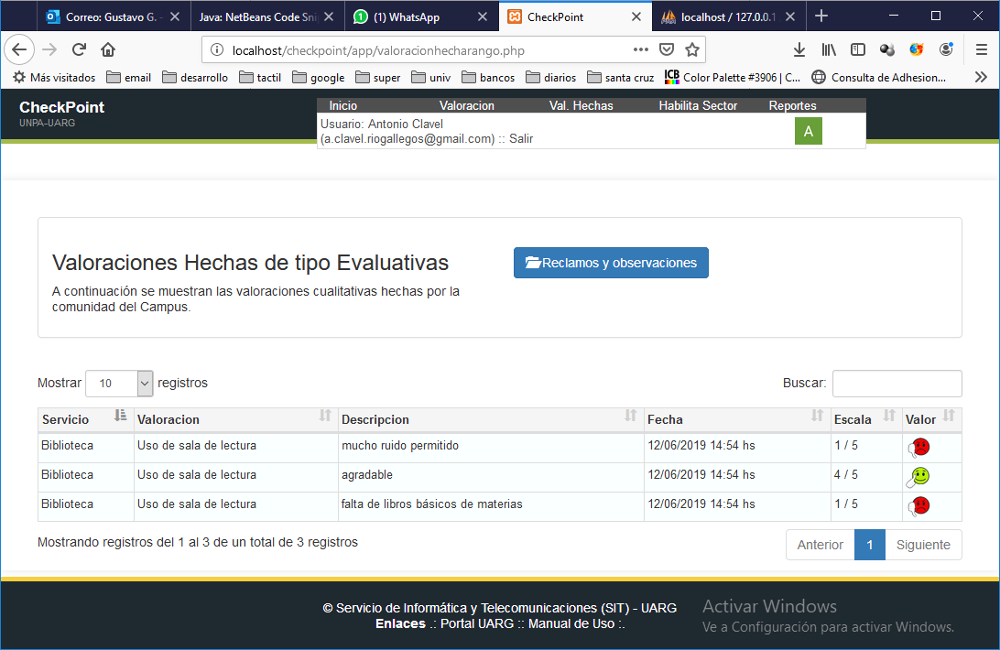 Correo: Gustavo G. -
Java: NetBeans Code Sni
(1) WhatsApp
CheckPoint
localhost / 127.0.0.1
localhost/checkpoint/app/valoracionhecharango.php
Más visitados
email
desarrollo
tactil
google
super
univ
bancos
diarios
santa cruz
ICB
Color Palette #3906 | C...
Consulta de Adhesion...
CheckPoint
UNPA-UARG
Inicio
Valoracion
Val. Hechas
Habilita Sector
Reportes
Usuario: Antonio Clavel
(a.clavel.riogallegos@gmail.com) :: Salir
A
Valoraciones Hechas de tipo Evaluativas
Reclamos y observaciones
A continuación se muestran las valoraciones cualitativas hechas por la
comunidad del Campus.
Mostrar 10 registros
Buscar:
Servicio Valoracion Descripcion Fecha Escala Valor
Biblioteca Uso de sala de lectura mucho ruido permitido 12/06/2019 14:54 hs 1 / 5
Biblioteca Uso de sala de lectura agradable 12/06/2019 14:54 hs 4 / 5
Biblioteca Uso de sala de lectura falta de libros básicos de materias 12/06/2019 14:54 hs 1 / 5
Mostrando registros del 1 al 3 de un total de 3 registros
Anterior 1 Siguiente
© Servicio de Informática y Telecomunicaciones (SIT) - UARG
Enlaces .: Portal UARG :: Manual de Uso :.
Activar Windows
Ve a Configuración para activar Windows.